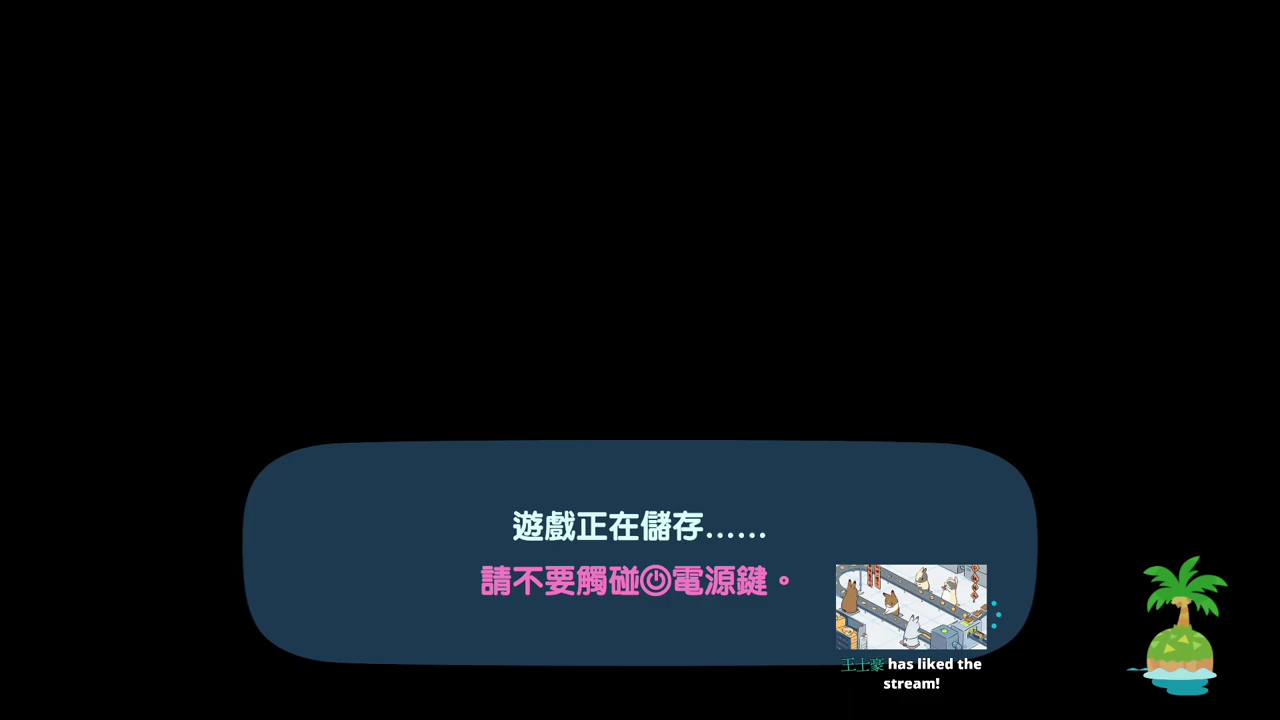 遊戲正在儲存……
請不要觸碰⏻電源鍵。
王士豪 has liked the
stream!